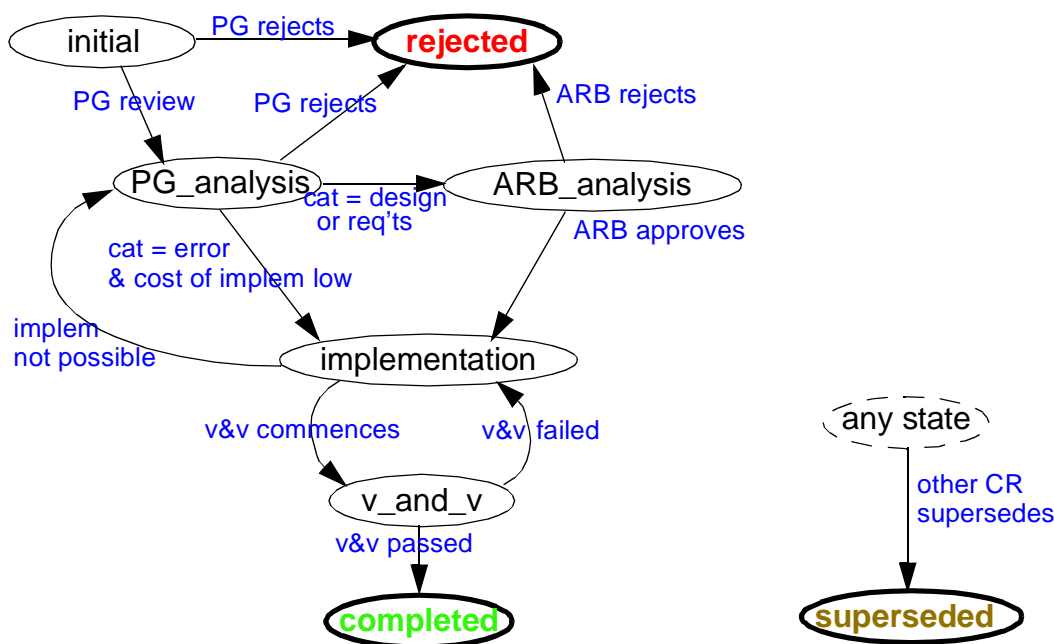 initial
PG rejects
rejected
PG review
PG rejects
ARB rejects
PG_analysis
ARB_analysis
cat = design
or req'ts
ARB approves
cat = error
& cost of implem low
implem
not possible
implementation
v&v commences
v&v failed
any state
v_and_v
other CR
supersedes
v&v passed
completed
superseded